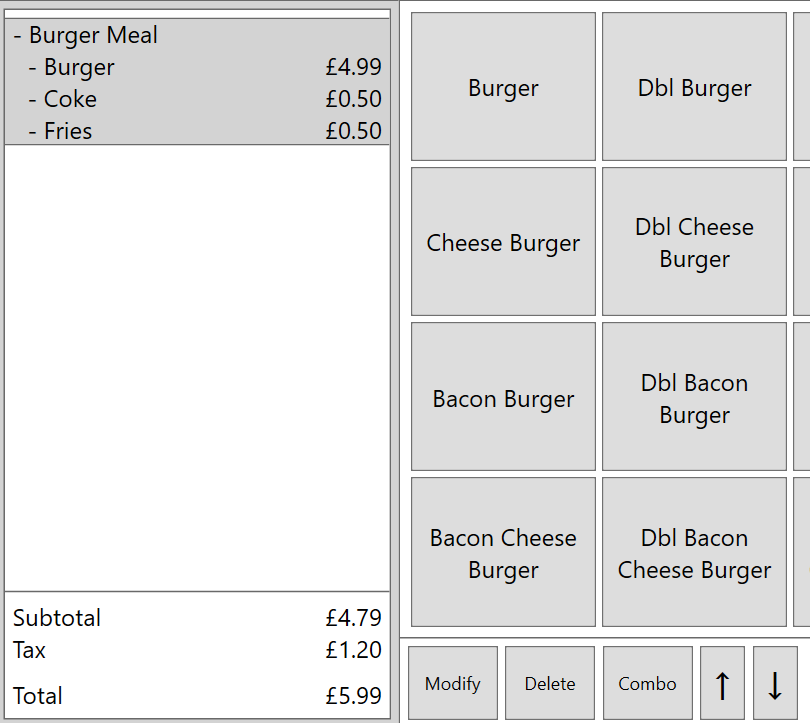 - Burger Meal
- Burger £4.99
- Coke £0.50
- Fries £0.50
Subtotal £4.79
Tax £1.20
Total £5.99
Burger
Dbl Burger
Cheese Burger
Dbl Cheese
Burger
Bacon Burger
Dbl Bacon
Burger
Bacon Cheese
Burger
Dbl Bacon
Cheese Burger
Modify
Delete
Combo
↑
↓